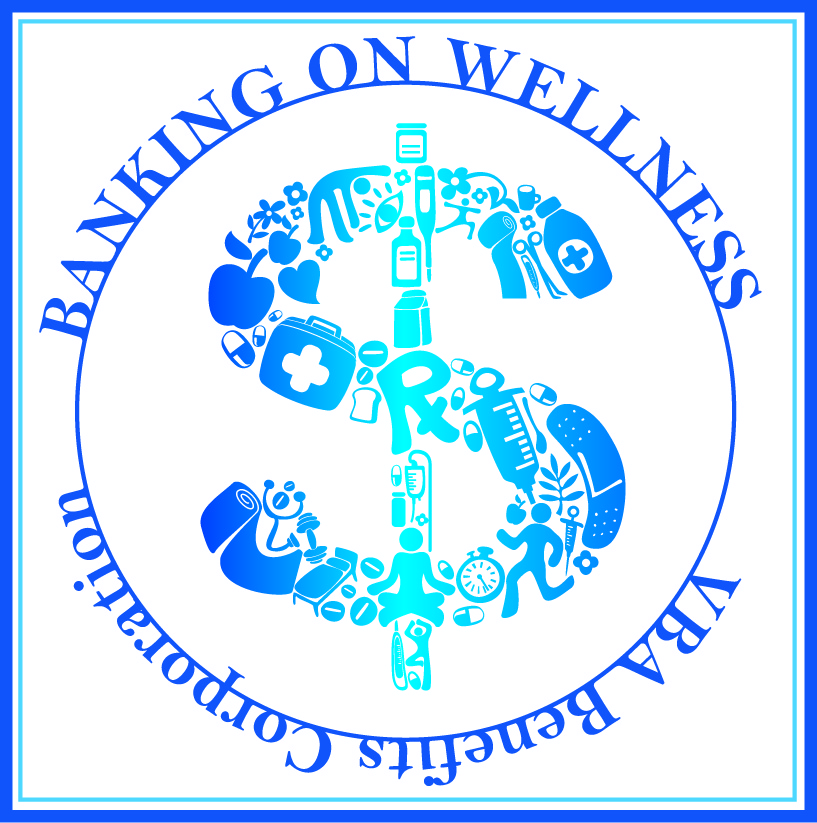 BANKING ON WELLNESS
Rx
VBA Benefits Corporation